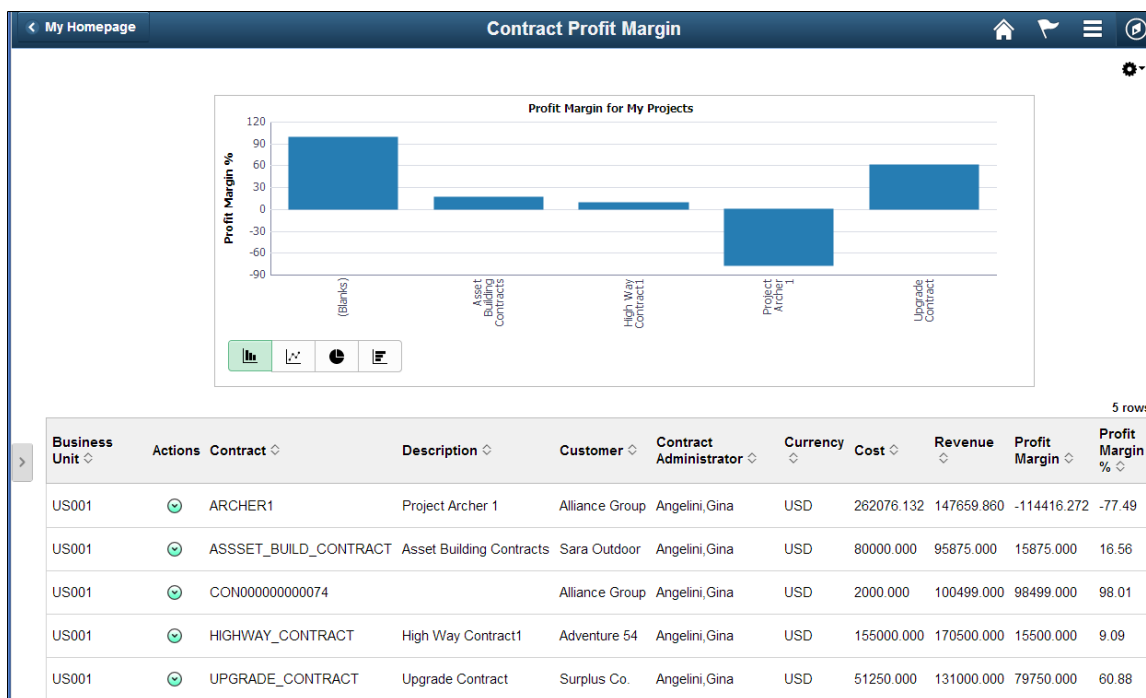 My Homepage
Contract Profit Margin
Profit Margin for My Projects
Profit Margin %
120
90
60
30
0
-30
-60
-90
(Blanks)
Asset
Building
Contracts
High Way
Contract1
Project
Archer 1
Upgrade
Contract
5 rows
Business
Unit Actions Contract Description Customer Contract
Administrator Currency Cost Revenue Profit
Margin Profit
Margin
%
US001 ARCHER1 Project Archer 1 Alliance Group Angelini,Gina USD 262076.132 147659.860 -114416.272 -77.49
US001 ASSSET_BUILD_CONTRACT Asset Building Contracts Sara Outdoor Angelini,Gina USD 80000.000 95875.000 15875.000 16.56
US001 CON000000000074 Alliance Group Angelini,Gina USD 2000.000 100499.000 98499.000 98.01
US001 HIGHWAY_CONTRACT High Way Contract1 Adventure 54 Angelini,Gina USD 155000.000 170500.000 15500.000 9.09
US001 UPGRADE_CONTRACT Upgrade Contract Surplus Co. Angelini,Gina USD 51250.000 131000.000 79750.000 60.88